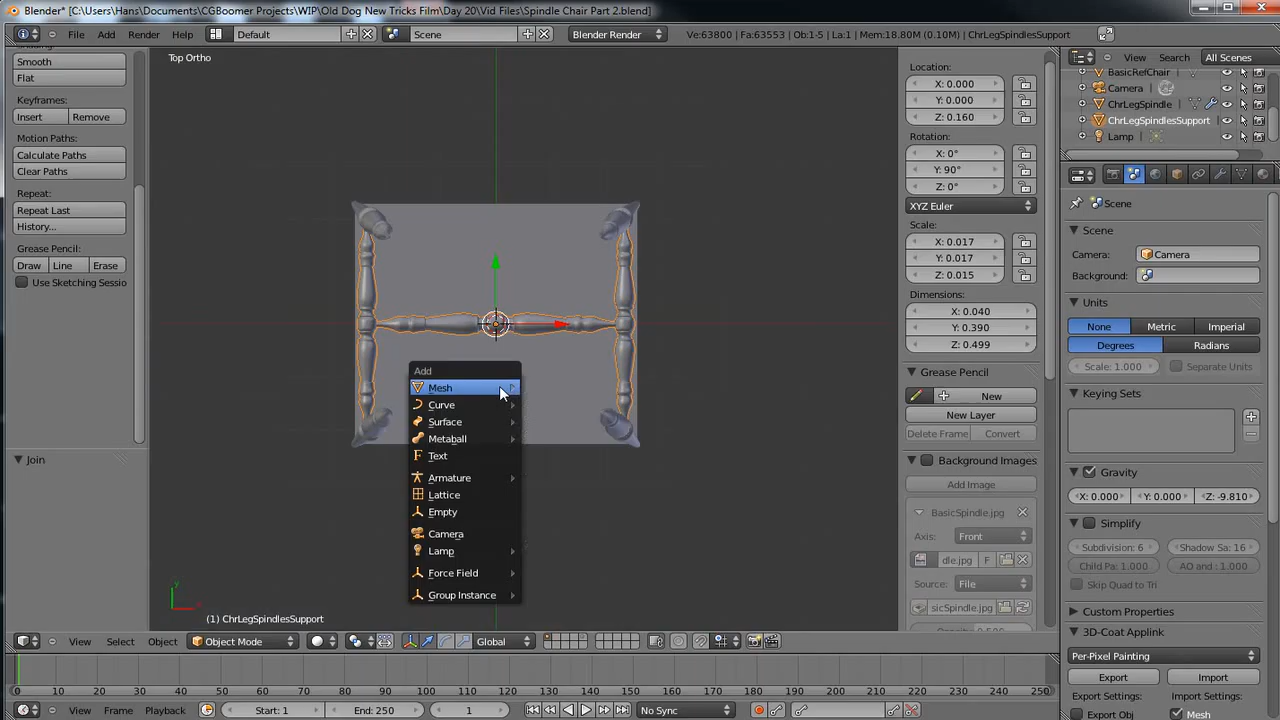 Blender* [C:\Users\Hans\Documents\CGBoomer Projects\WIP\Old Dog New Tricks Film\Day 20\Vid Files\Spindle Chair Part 2.blend]
File Add Render Help Default Scene Blender Render Ve:63800 | Fa:63553 | Ob:1-5 | La:1 | Mem:18.80M (0.10M) | ChrLegSpindlesSupport
View Search All Scenes
Smooth
Flat
Keyframes:
Insert Remove
Motion Paths:
Calculate Paths
Clear Paths
Repeat:
Repeat Last
History...
Grease Pencil:
Draw Line Erase
Use Sketching Sessio
Join
Top Ortho
Add
Mesh
Curve
Surface
Metaball
Text
Armature
Lattice
Empty
Camera
Lamp
Force Field
Group Instance
y
x
(1) ChrLegSpindlesSupport
Location:
X: 0.000
Y: 0.000
Z: 0.160
Rotation:
X: 0°
Y: 90°
Z: 0°
XYZ Euler
Scale:
X: 0.017
Y: 0.017
Z: 0.015
Dimensions:
X: 0.040
Y: 0.390
Z: 0.499
Grease Pencil
New
New Layer
Delete Frame Convert
Background Images
Add Image
BasicSpindle.jpg
Axis: Front
dle.jpg F
Source: File
sicSpindle.jpg
BasicRefChair
Camera
ChrLegSpindle
ChrLegSpindlesSupport
Lamp
Scene
Scene
Camera: Camera
Background:
Units
None Metric Imperial
Degrees Radians
Scale: 1.000 Separate Units
Keying Sets
Gravity
X: 0.000 Y: 0.000 Z: -9.810
Simplify
Subdivision: 6 Shadow Sa: 16
Child Pa: 1.000 AO and : 1.000
Skip Quad to Tri
Custom Properties
3D-Coat Applink
Per-Pixel Painting
Export Import
Export Settings: Import Settings:
Export Obj Mesh
View Select Object Object Mode Global
0 10 20 30 40 50 60 70 80 90 100 110 120 130 140 150 160 170 180 190 200 210 220 230 240 250
View Frame Playback Start: 1 End: 250 1 No Sync